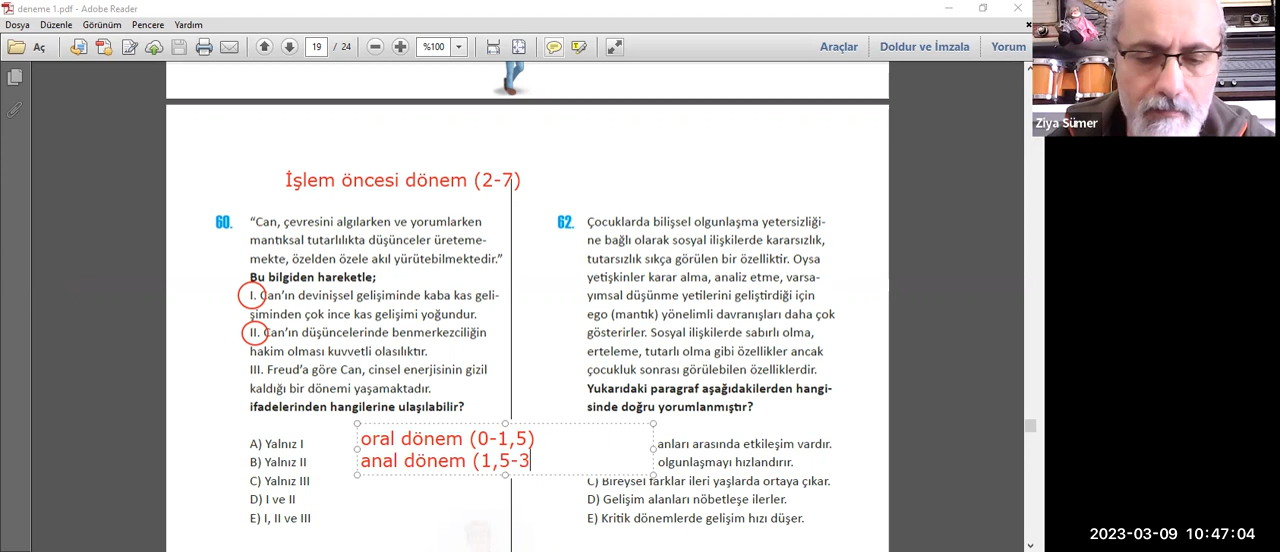 deneme 1.pdf - Adobe Reader
Dosya Düzenle Görünüm Pencere Yardım
Aç
19 / 24
%100
Araçlar
Doldur ve İmzala
Yorum
Ziya Sümer
İşlem öncesi dönem (2-7)
60. “Can, çevresini algılarken ve yorumlarken
mantıksal tutarlılıkta düşünceler üreteme-
mekte, özelden özele akıl yürütebilmektedir.”
Bu bilgiden hareketle;
I. Can’ın devinişsel gelişiminde kaba kas geli-
şiminden çok ince kas gelişimi yoğundur.
II. Can’ın düşüncelerinde benmerkezciliğin
hakim olması kuvvetli olasılıktır.
III. Freud’a göre Can, cinsel enerjisinin gizil
kaldığı bir dönemi yaşamaktadır.
ifadelerinden hangilerine ulaşılabilir?
A) Yalnız I
B) Yalnız II
C) Yalnız III
D) I ve II
E) I, II ve III
oral dönem (0-1,5)
anal dönem (1,5-3
62. Çocuklarda bilişsel olgunlaşma yetersizliği-
ne bağlı olarak sosyal ilişkilerde kararsızlık,
tutarsızlık sıkça görülen bir özelliktir. Oysa
yetişkinler karar alma, analiz etme, varsa-
yımsal düşünme yetilerini geliştirdiği için
ego (mantık) yönelimli davranışları daha çok
gösterirler. Sosyal ilişkilerde sabırlı olma,
erteleme, tutarlı olma gibi özellikler ancak
çocukluk sonrası görülebilen özelliklerdir.
Yukarıdaki paragraf aşağıdakilerden hangi-
sinde doğru yorumlanmıştır?
anları arasında etkileşim vardır.
olgunlaşmayı hızlandırır.
C) Bireysel farklar ileri yaşlarda ortaya çıkar.
D) Gelişim alanları nöbetleşe ilerler.
E) Kritik dönemlerde gelişim hızı düşer.
2023-03-09 10:47:04